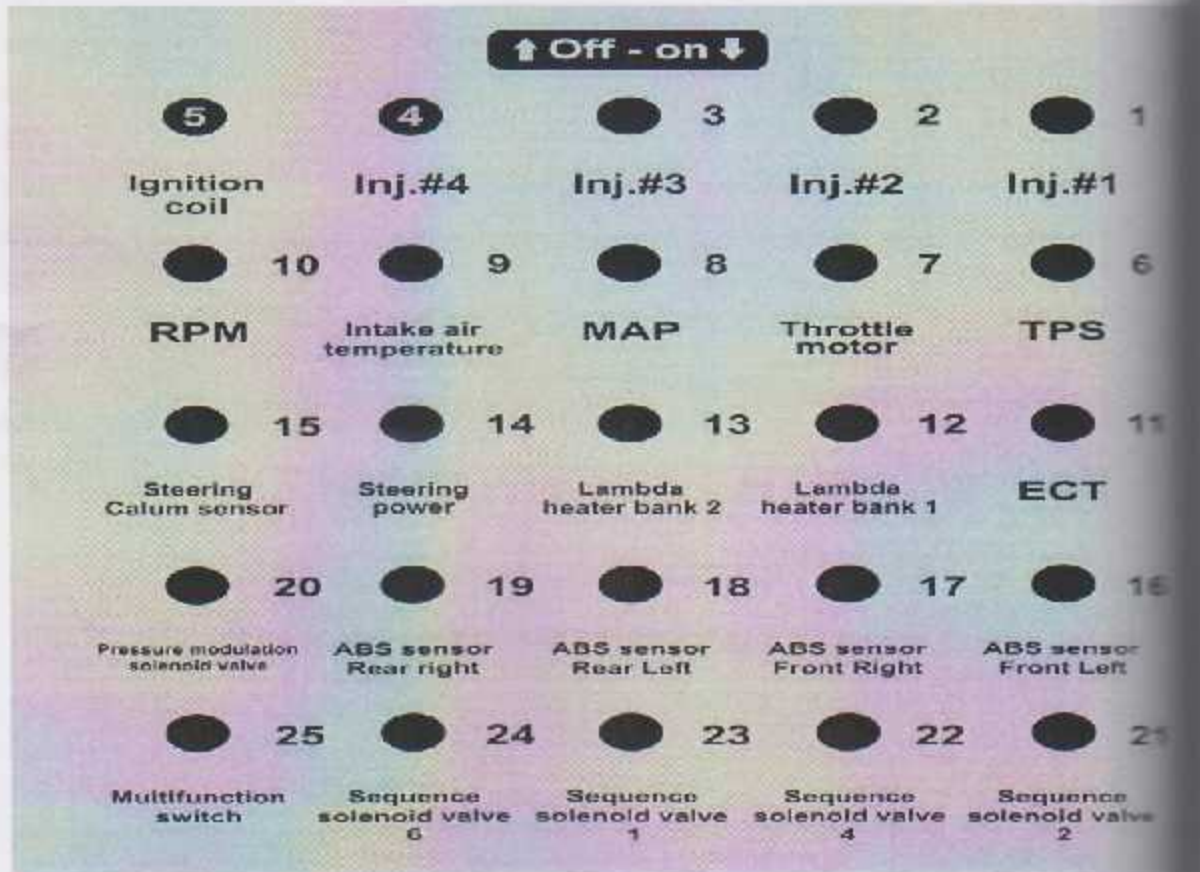 ⬆ Off - on ⬇
5 4 3 2 1
Ignition coil Inj.#4 Inj.#3 Inj.#2 Inj.#1
10 9 8 7 6
RPM Intake air temperature MAP Throttle motor TPS
15 14 13 12 11
Steering Calum sensor Steering power Lambda heater bank 2 Lambda heater bank 1 ECT
20 19 18 17 16
Pressure modulation solenoid valve ABS sensor Rear right ABS sensor Rear Left ABS sensor Front Right ABS sensor Front Left
25 24 23 22 21
Multifunction switch Sequence solenoid valve 6 Sequence solenoid valve 1 Sequence solenoid valve 4 Sequence solenoid valve 2